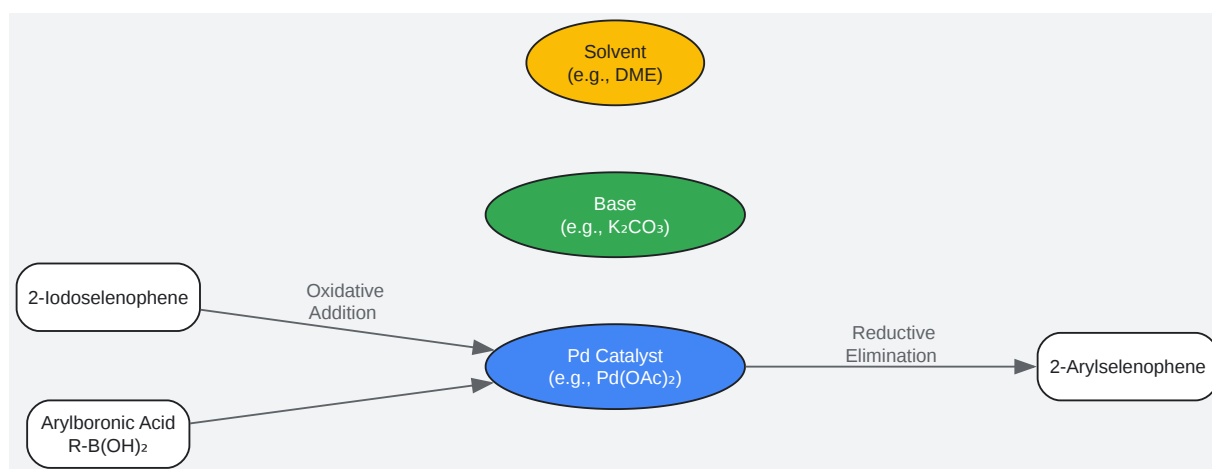 Solvent
(e.g., DME)
Base
(e.g., K₂CO₃)
2-Iodoselenophene
Oxidative
Addition
Pd Catalyst
(e.g., Pd(OAc)₂)
Reductive
Elimination
2-Arylselenophene
Arylboronic Acid
R-B(OH)₂